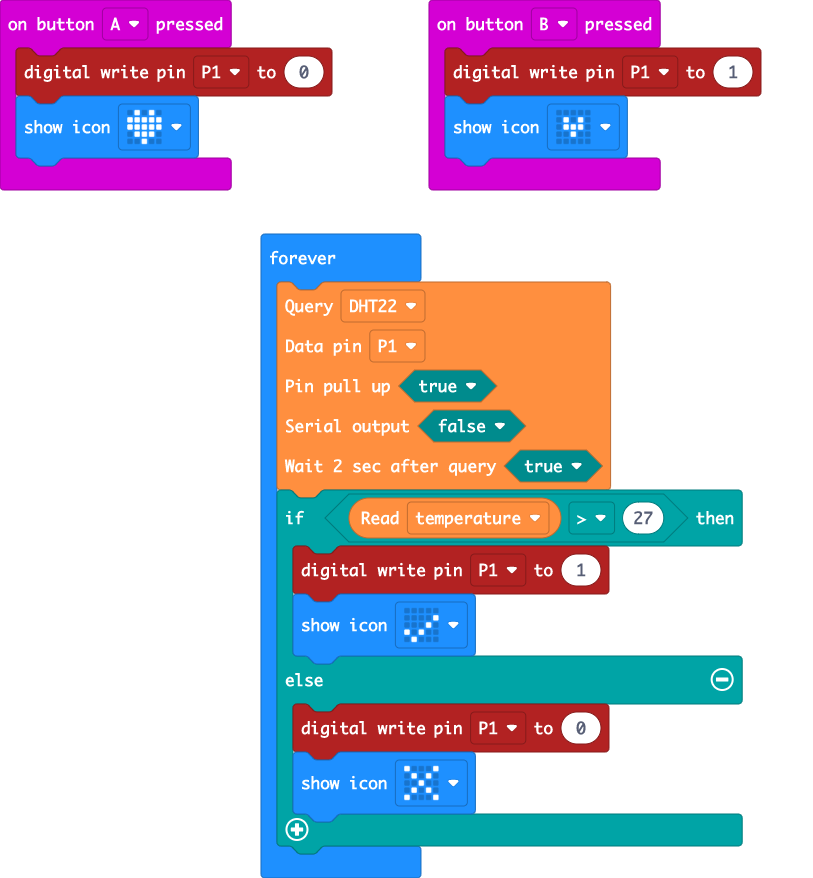 on button A pressed
digital write pin P1 to 0
show icon
on button B pressed
digital write pin P1 to 1
show icon
forever
Query DHT22
Data pin P1
Pin pull up true
Serial output false
Wait 2 sec after query true
if Read temperature > 27 then
digital write pin P1 to 1
show icon
else
digital write pin P1 to 0
show icon